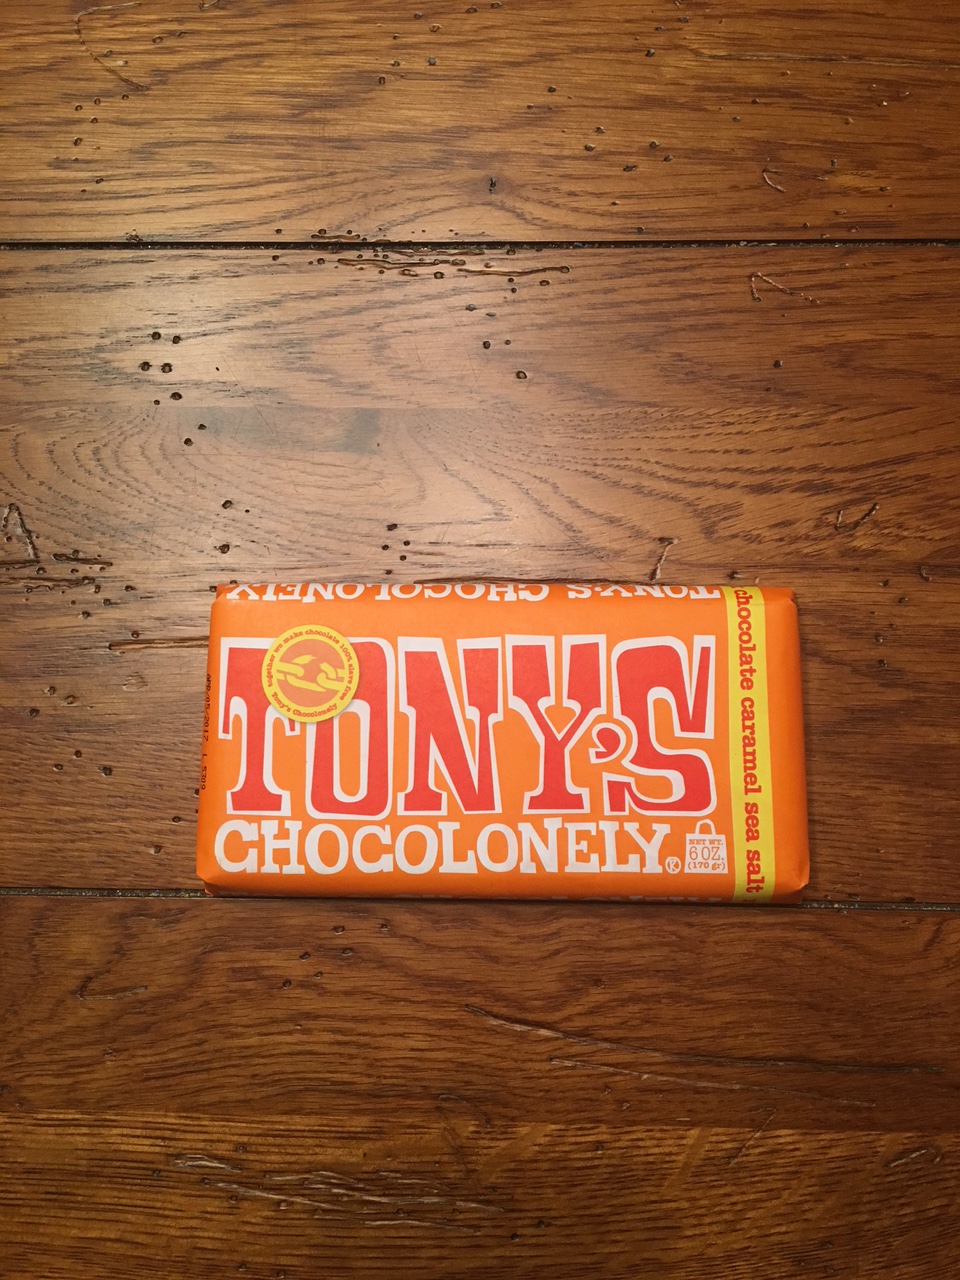 TONY'S CHOCOLONELY
together we make chocolate 100% slave free
Tony's Chocolonely
TONY'S
CHOCOLONELY.
K
NET WT.
6 OZ.
(170 gr)
chocolate caramel sea salt